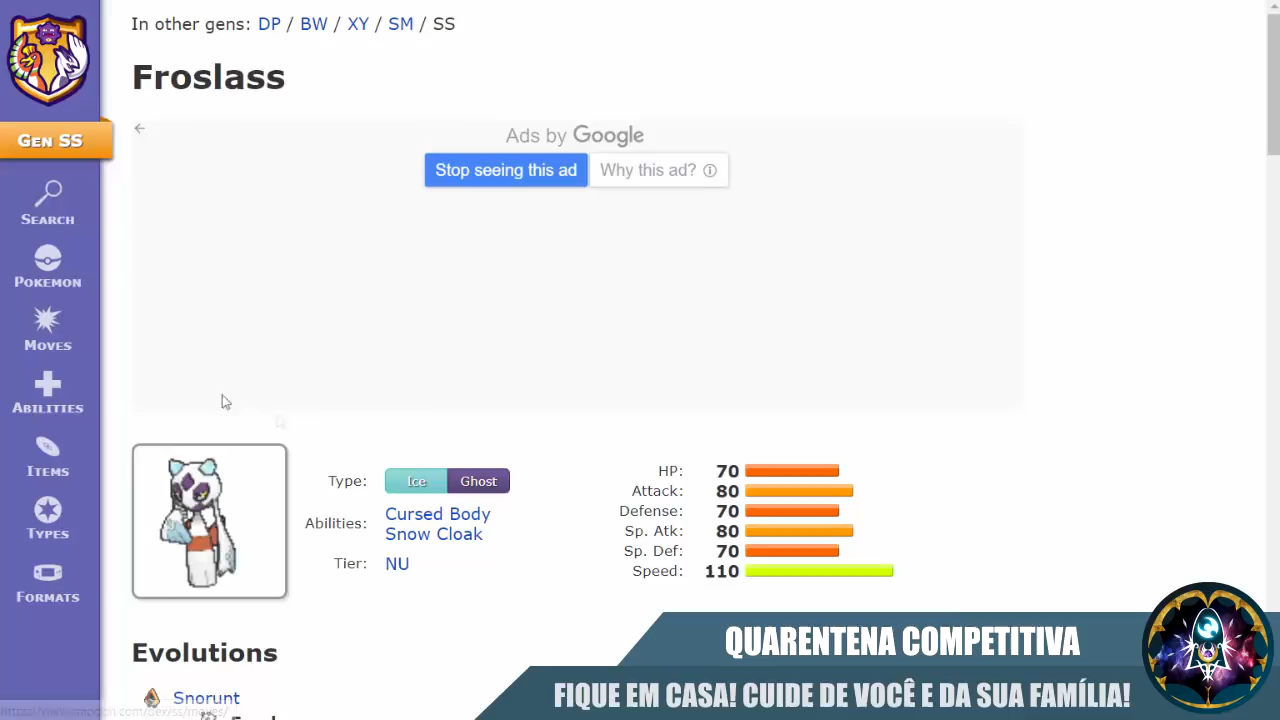 In other gens: DP / BW / XY / SM / SS
Froslass
Gen SS
Search
Pokemon
Moves
Abilities
Items
Types
Formats
Ads by Google
Stop seeing this ad
Why this ad?
Type: Ice Ghost
Abilities: Cursed Body
Snow Cloak
Tier: NU
HP: 70
Attack: 80
Defense: 70
Sp. Atk: 80
Sp. Def: 70
Speed: 110
Evolutions
Snorunt
QUARENTENA COMPETITIVA
FIQUE EM CASA! CUIDE DE VOCÊ E DA SUA FAMÍLIA!